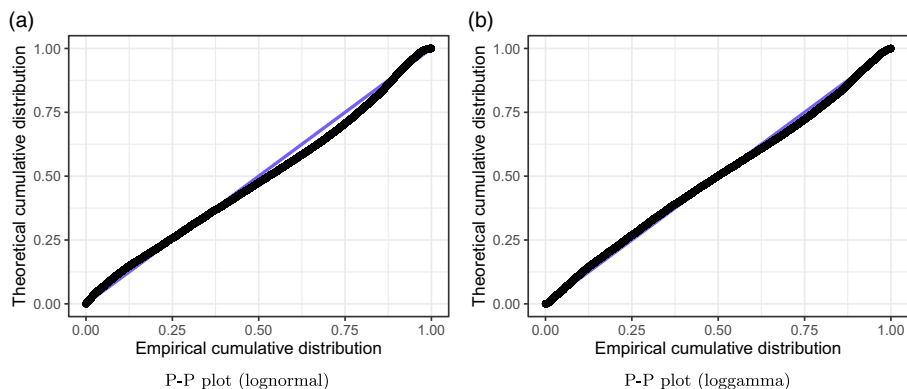 (a)
Theoretical cumulative distribution
1.00
0.75
0.50
0.25
0.00
0.00 0.25 0.50 0.75 1.00
Empirical cumulative distribution
P-P plot (lognormal)
(b)
Theoretical cumulative distribution
1.00
0.75
0.50
0.25
0.00
0.00 0.25 0.50 0.75 1.00
Empirical cumulative distribution
P-P plot (loggamma)